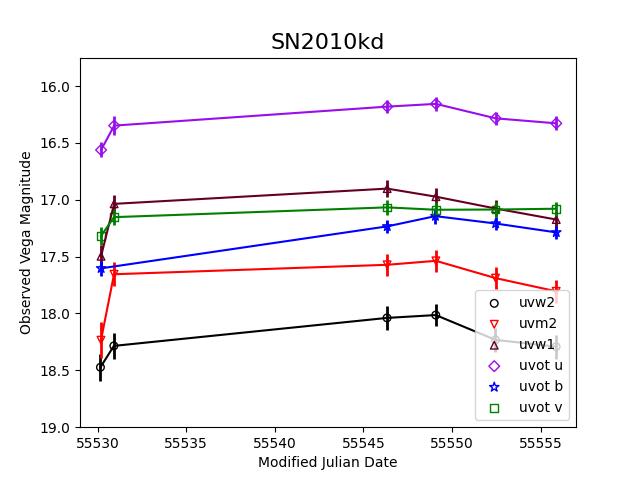 SN2010kd
Observed Vega Magnitude
16.0
16.5
17.0
17.5
18.0
18.5
19.0
uvw2
uvm2
uvw1
uvot u
uvot b
uvot v
55530 55535 55540 55545 55550 55555
Modified Julian Date